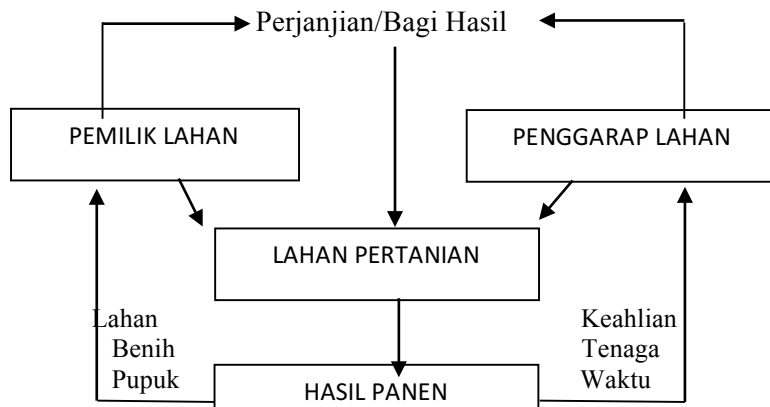 Perjanjian/Bagi Hasil
PEMILIK LAHAN
PENGGARAP LAHAN
LAHAN PERTANIAN
Lahan
Benih
Pupuk
Keahlian
Tenaga
Waktu
HASIL PANEN